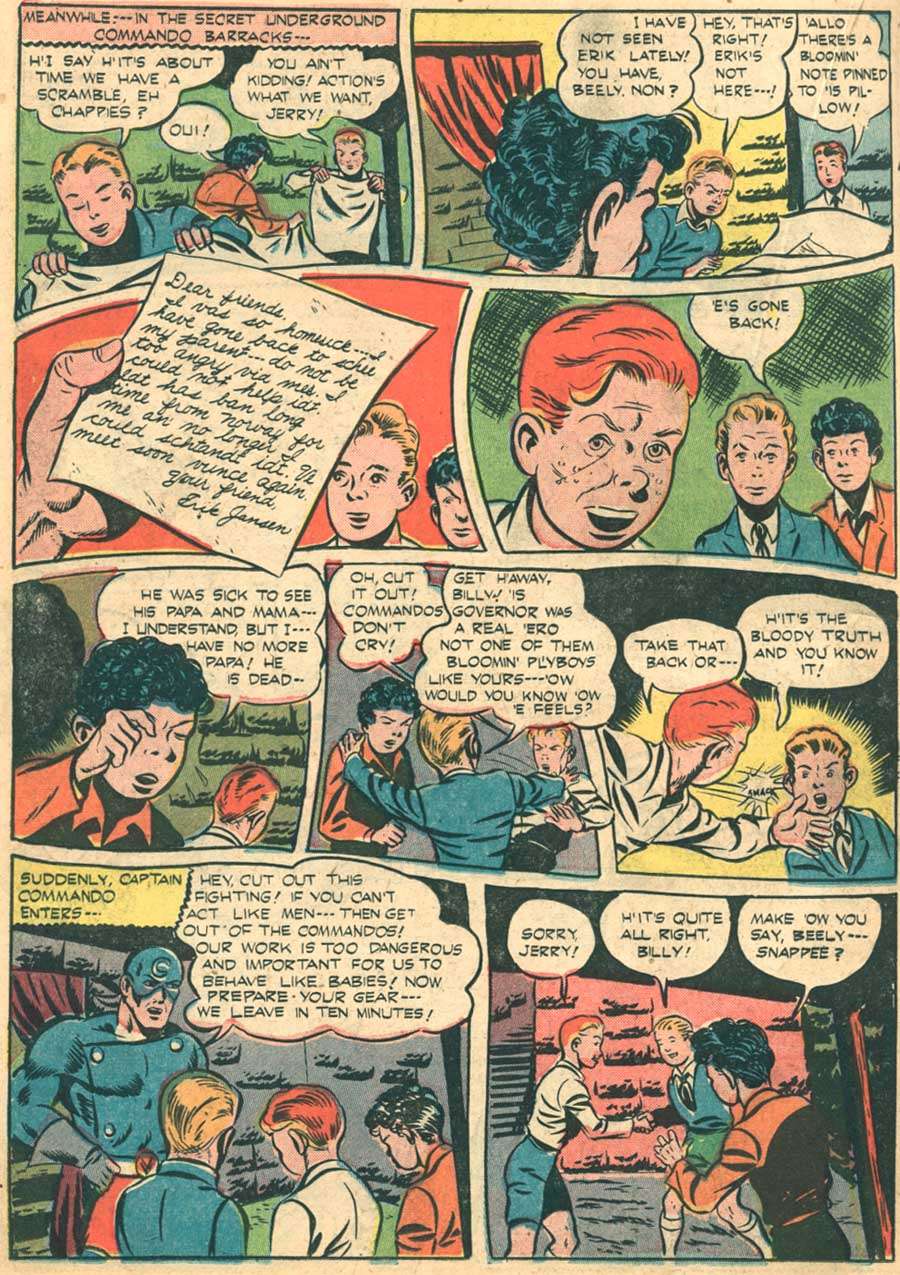 MEANWHILE:--IN THE SECRET UNDERGROUND
COMMANDO BARRACKS---
H'I SAY H'IT'S ABOUT
TIME WE HAVE A
SCRAMBLE, EH
CHAPPIES?
OUI!
YOU AIN'T
KIDDING! ACTION'S
WHAT WE WANT,
JERRY!
I HAVE
NOT SEEN
ERIK LATELY!
YOU HAVE,
BEELY, NON?
HEY, THAT'S
RIGHT!
ERIK'S
NOT
HERE---!
'ALLO
THERE'S A
BLOOMIN'
NOTE PINNED
TO 'IS PIL-
LOW!
Dear friends
I vas so homesick---I
have gone back to schee
my parent---do not be
too angry via mee. I
could not help iat
idat has ban long
time from norway for
me ain no longer I
could schtands idt. Ve
meet soon vunce again.
your friend,
Erik Jansen
'E'S GONE
BACK!
HE WAS SICK TO SEE
HIS PAPA AND MAMA---
I UNDERSTAND, BUT I---
HAVE NO MORE
PAPA! HE
IS DEAD--
OH, CUT
IT OUT!
COMMANDOS
DON'T
CRY!
GET H'AWAY,
BILLY! 'IS
GOVERNOR WAS
A REAL 'ERO
NOT ONE OF THEM
BLOOMIN' PLYBOYS
LIKE YOURS---'OW
WOULD YOU KNOW 'OW
'E FEELS?
TAKE THAT
BACK OR---
H'IT'S THE
BLOODY TRUTH
AND YOU KNOW
IT!
SMACK
SUDDENLY, CAPTAIN
COMMANDO
ENTERS---
HEY, CUT OUT THIS
FIGHTING! IF YOU CAN'T
ACT LIKE MEN---THEN GET
OUT OF THE COMMANDOS!
OUR WORK IS TOO DANGEROUS
AND IMPORTANT FOR US TO
BEHAVE LIKE BABIES! NOW
PREPARE YOUR GEAR---
WE LEAVE IN TEN MINUTES!
C
SORRY,
JERRY!
H'IT'S QUITE
ALL RIGHT,
BILLY!
MAKE 'OW YOU
SAY, BEELY---
SNAPPEE?